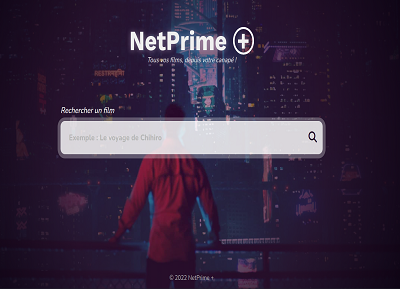 NetPrime +
Tous vos films, depuis votre canapé !
Rechercher un film
Exemple : Le voyage de Chihiro
© 2022 NetPrime +